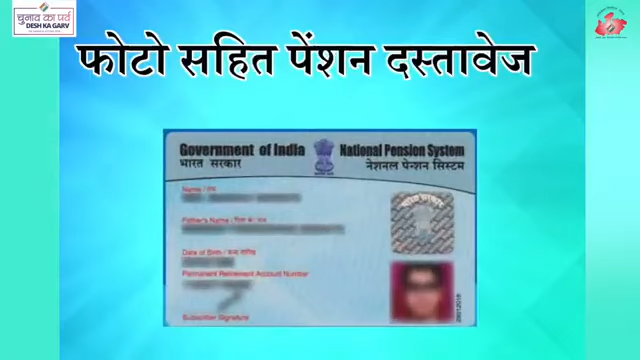 चुनाव का पर्व
DESH KA GARV
फोटो सहित पेंशन दस्तावेज
Government of India
भारत सरकार
National Pension System
नेशनल पेन्शन सिस्टम
Name / नाम
Father's Name / पिता का नाम
Date of Birth / जन्म तारीख
Permanent Retirement Account Number
Subscriber Signature